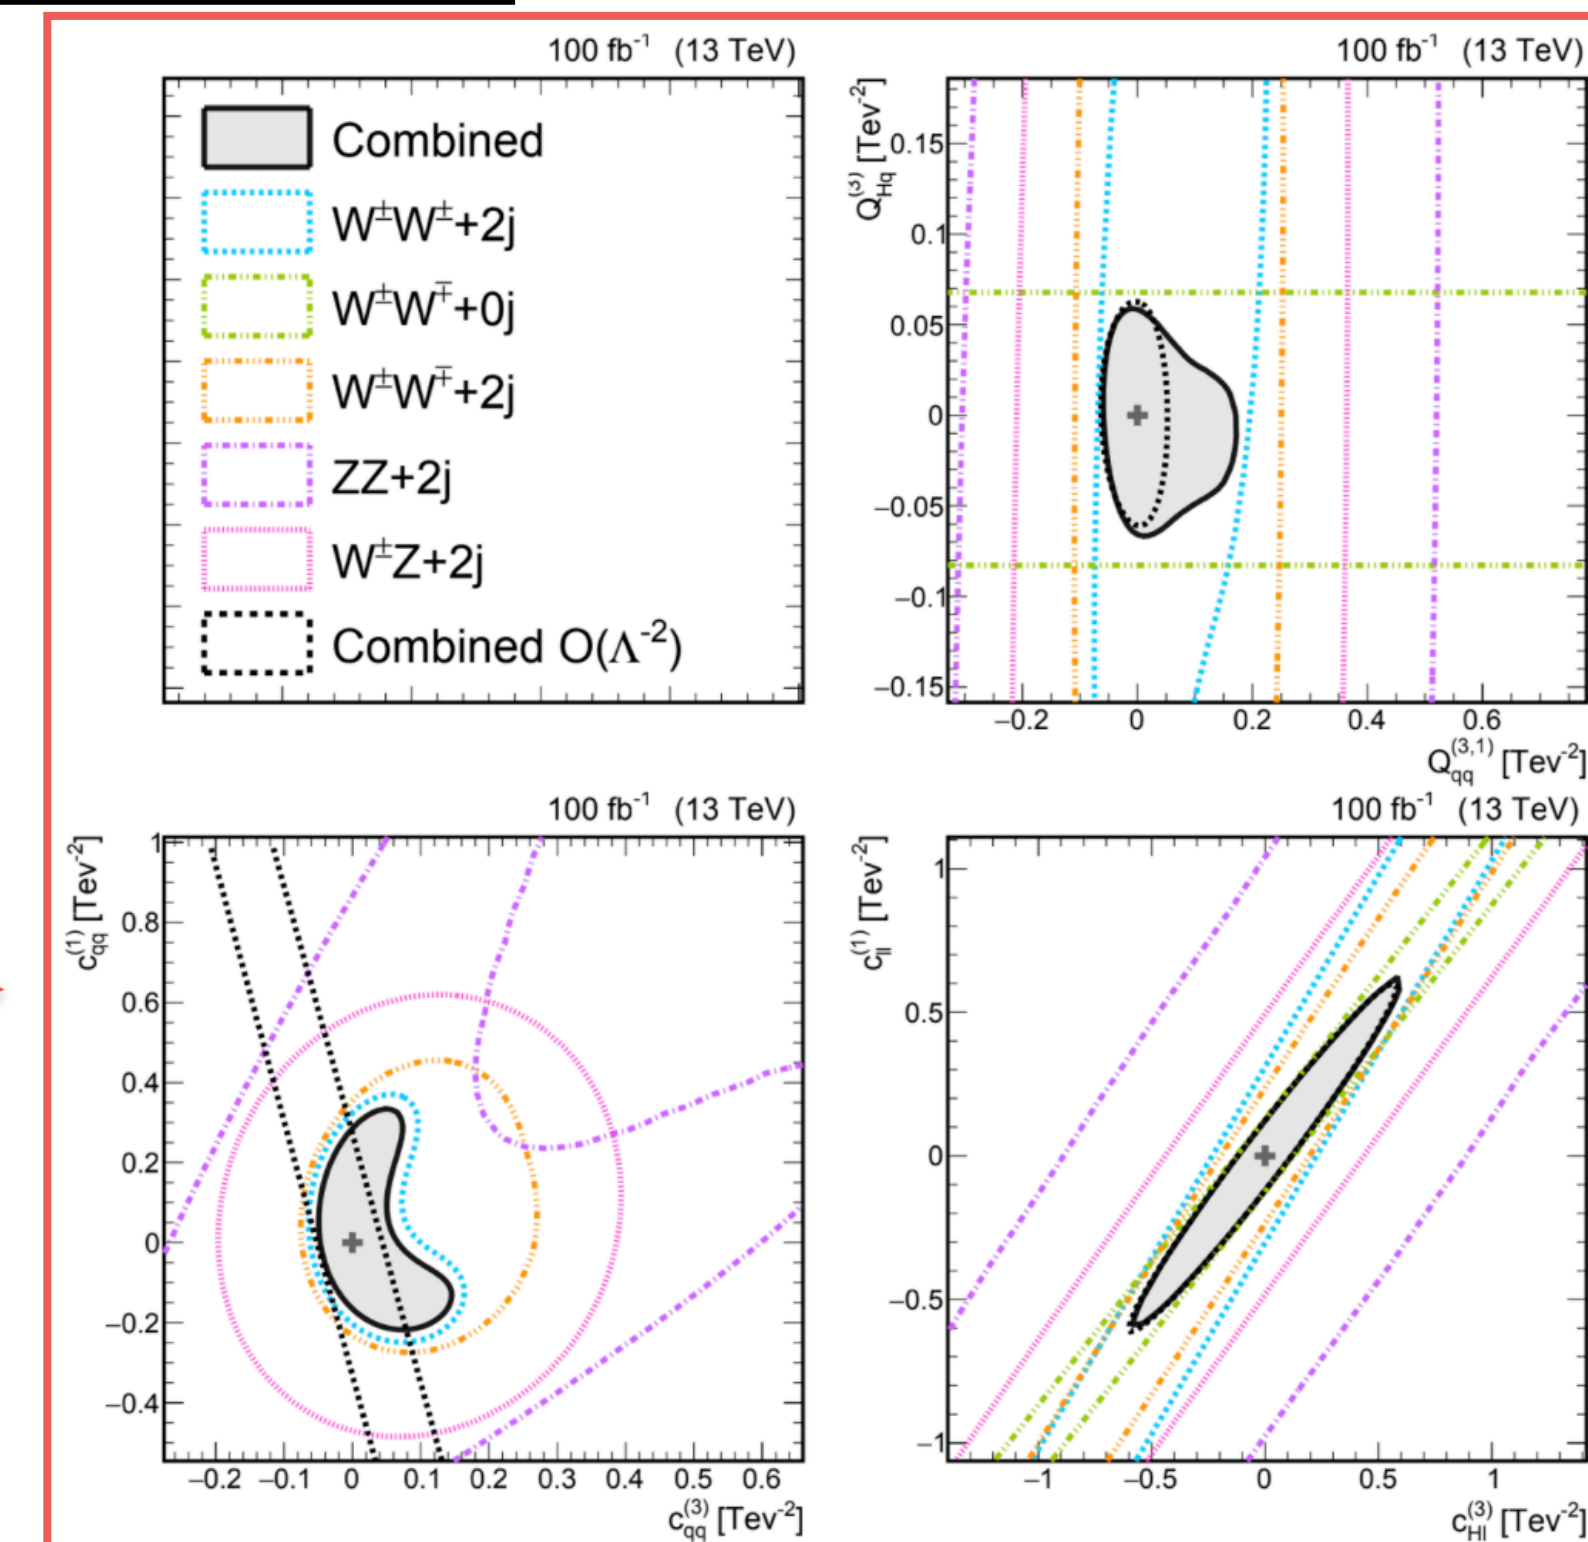 100 fb⁻¹ (13 TeV)
Combined
W±W±+2j
W±W∓+0j
W±W∓+2j
ZZ+2j
W±Z+2j
Combined O(Λ⁻²)
100 fb⁻¹ (13 TeV)
Q_Hq^(3) [Tev⁻²]
0.15
0.1
0.05
0
−0.05
−0.1
−0.15
−0.2 0 0.2 0.4 0.6
Q_qq^(3,1) [Tev⁻²]
100 fb⁻¹ (13 TeV)
c_qq^(1) [Tev⁻²]
1
0.8
0.6
0.4
0.2
0
−0.2
−0.4
−0.2 −0.1 0 0.1 0.2 0.3 0.4 0.5 0.6
c_qq^(3) [Tev⁻²]
100 fb⁻¹ (13 TeV)
c_ll^(1) [Tev⁻²]
1
0.5
0
−0.5
−1
−1 −0.5 0 0.5 1
c_Hl^(3) [Tev⁻²]